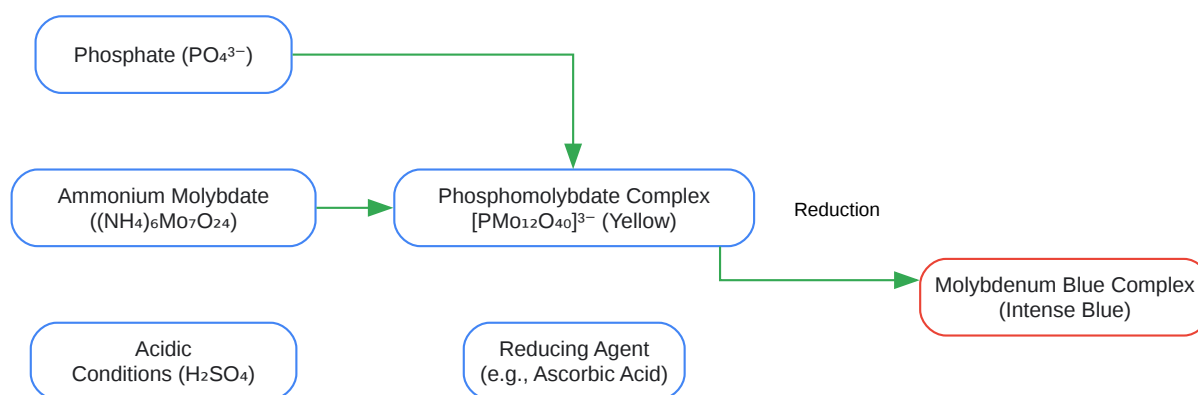 Phosphate (PO₄³⁻)
Ammonium Molybdate
((NH₄)₆Mo₇O₂₄)
Phosphomolybdate Complex
[PMo₁₂O₄₀]³⁻ (Yellow)
Reduction
Molybdenum Blue Complex
(Intense Blue)
Acidic
Conditions (H₂SO₄)
Reducing Agent
(e.g., Ascorbic Acid)